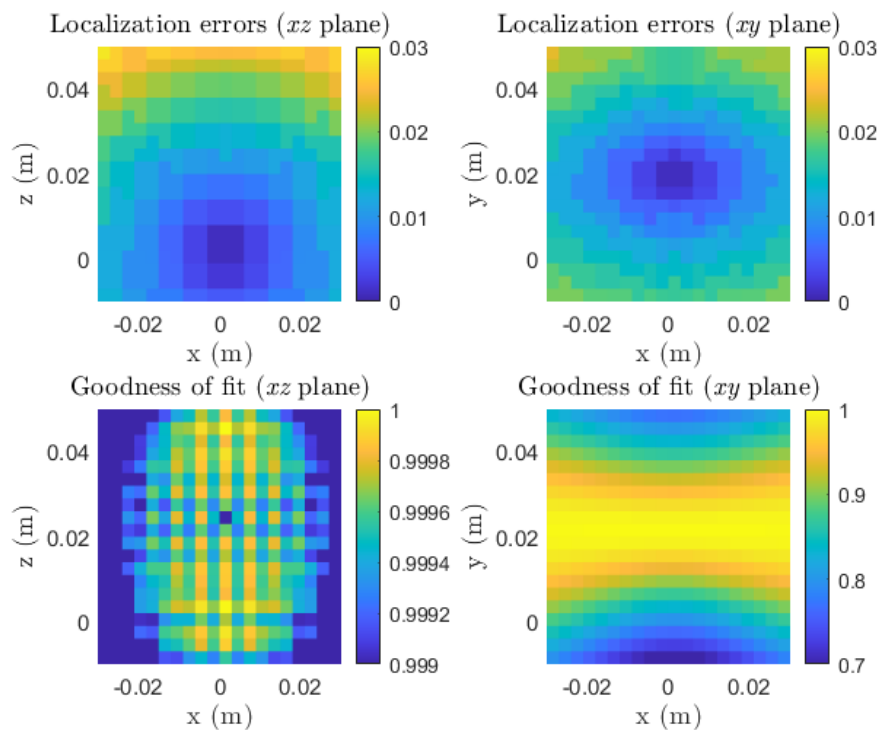 Localization errors (xz plane)
0.04
0.02
0
z (m)
-0.02 0 0.02
x (m)
0.03
0.02
0.01
0
Localization errors (xy plane)
0.04
0.02
0
y (m)
-0.02 0 0.02
x (m)
0.03
0.02
0.01
0
Goodness of fit (xz plane)
0.04
0.02
0
z (m)
-0.02 0 0.02
x (m)
1
0.9998
0.9996
0.9994
0.9992
0.999
Goodness of fit (xy plane)
0.04
0.02
0
y (m)
-0.02 0 0.02
x (m)
1
0.9
0.8
0.7